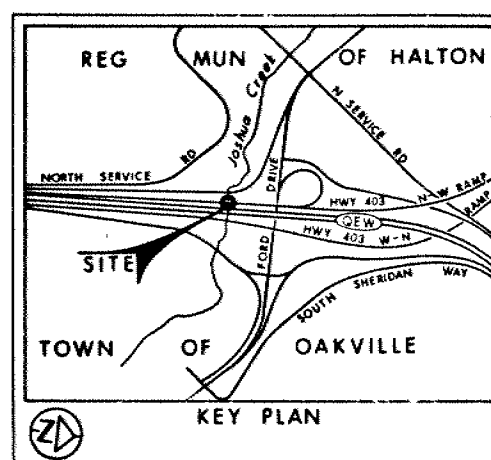 REG MUN OF HALTON
Joshua Creek
N SERVICE RD
NORTH SERVICE RD
DRIVE
HWY 403 N-W RAMP
QEW
RAMP
HWY 403 W-N
SITE
FORD
SOUTH SHERIDAN WAY
TOWN OF OAKVILLE
KEY PLAN
Z